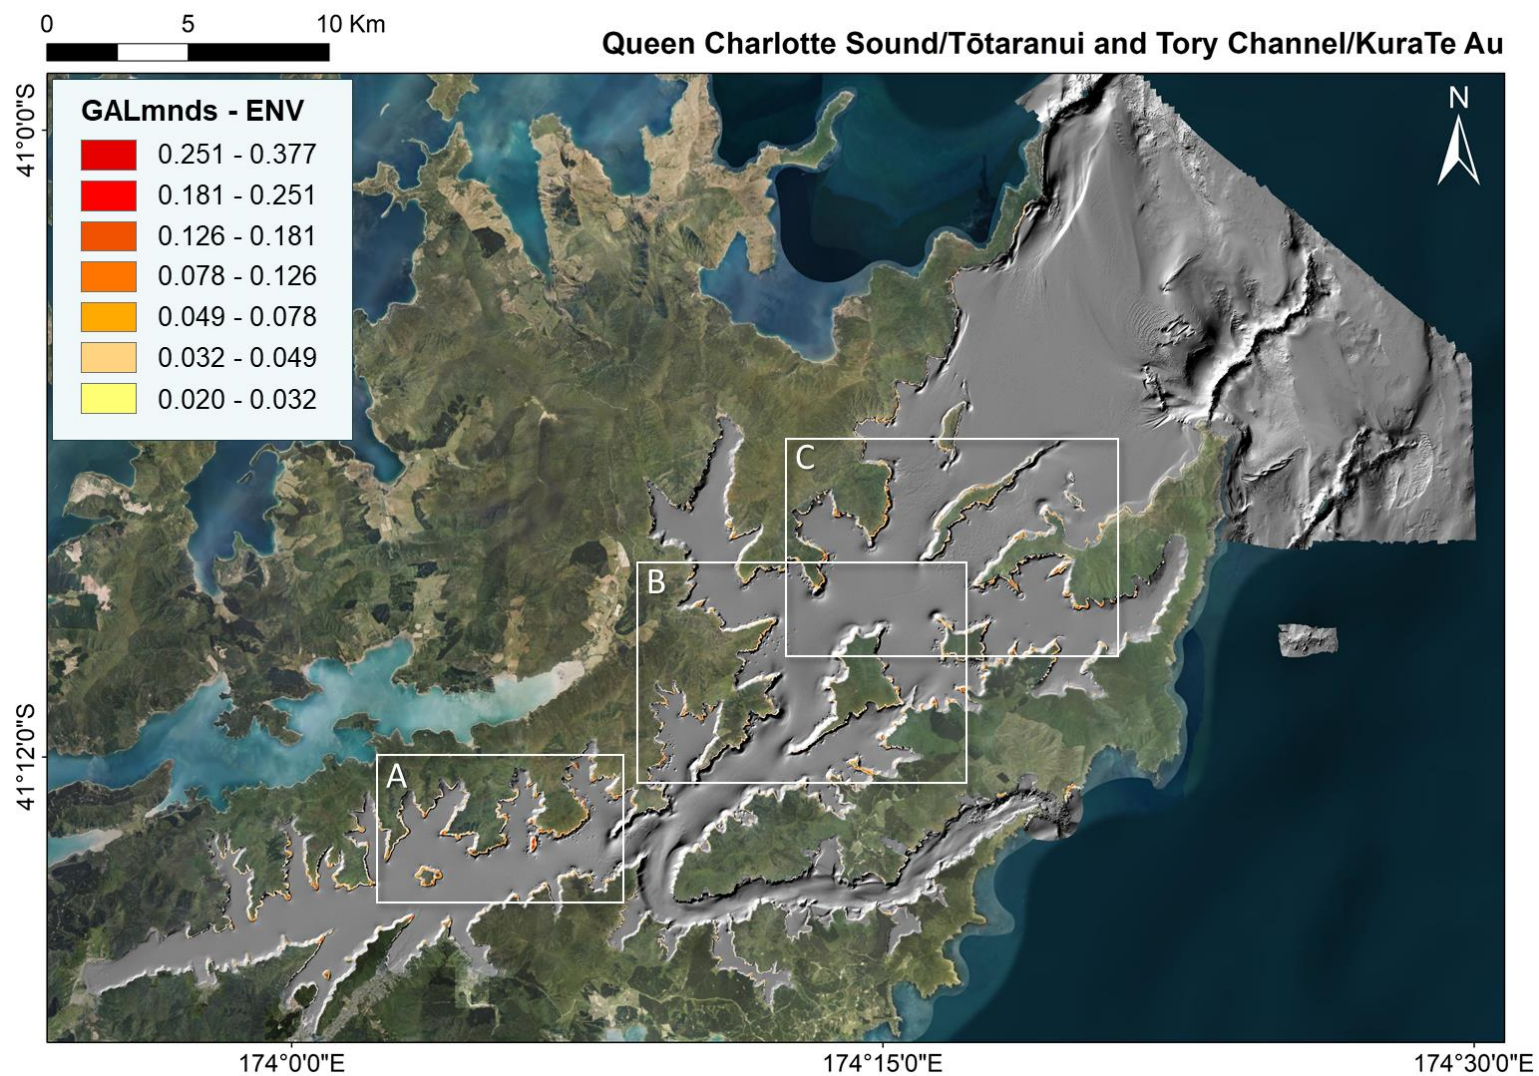 0 5 10 Km
Queen Charlotte Sound/Tōtaranui and Tory Channel/KuraTe Au
GALmnds - ENV
0.251 - 0.377
0.181 - 0.251
0.126 - 0.181
0.078 - 0.126
0.049 - 0.078
0.032 - 0.049
0.020 - 0.032
N
41°0'0"S
C
B
41°12'0"S
A
174°0'0"E 174°15'0"E 174°30'0"E